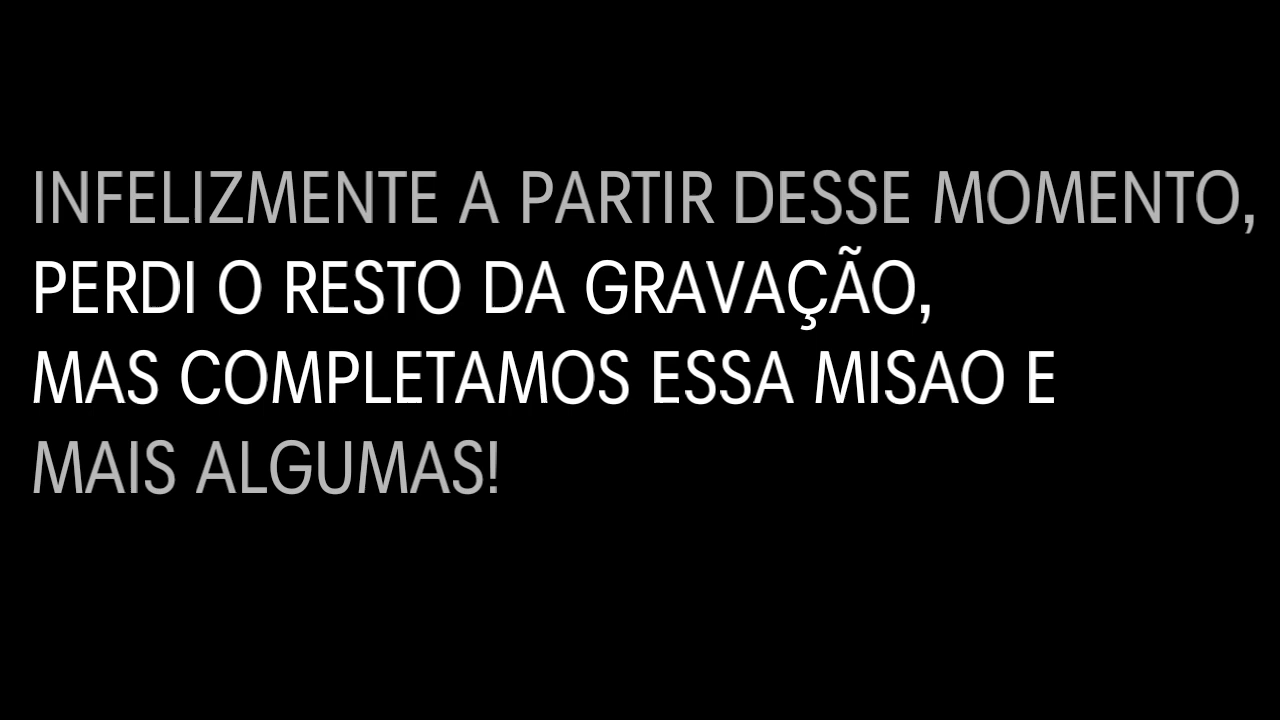 INFELIZMENTE A PARTIR DESSE MOMENTO,
PERDI O RESTO DA GRAVAÇÃO,
MAS COMPLETAMOS ESSA MISAO E
MAIS ALGUMAS!